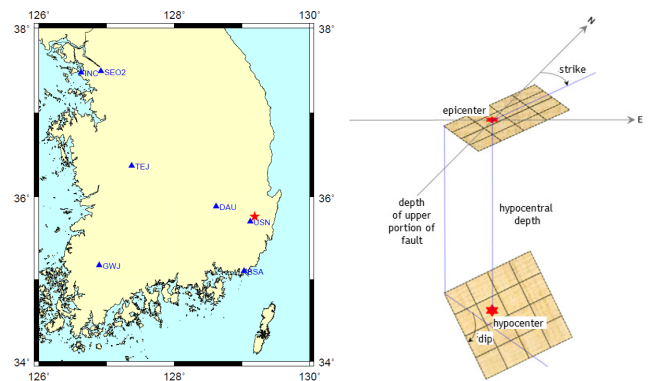 126° 128° 130°
38° 38°
INC SEO2
TEJ
36° DAU 36°
USN
GWJ BSA
34° 34°
126° 128° 130°
N
strike
epicenter
E
depth
of upper
portion of
fault
hypocentral
depth
hypocenter
dip